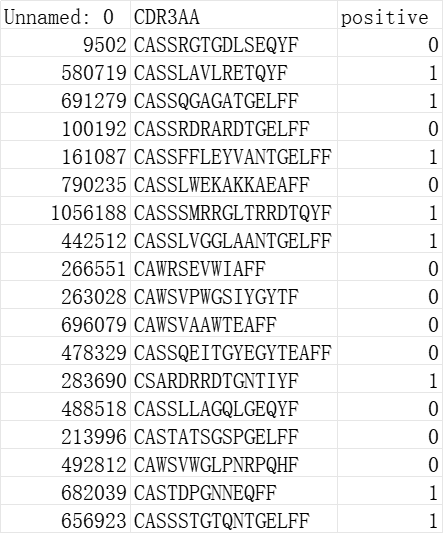 Unnamed: 0 CDR3AA positive
9502 CASSRGTGDLSEQYF 0
580719 CASSLAVLRETQYF 1
691279 CASSQGAGATGELFF 1
100192 CASSRDRARDTGELFF 0
161087 CASSFFLEYVANTGELFF 1
790235 CASSLWEKAKKAEAFF 0
1056188 CASSSMRRGLTRRDTQYF 1
442512 CASSLVGGLAANTGELFF 1
266551 CAWRSEVWIAFF 0
263028 CAWSVPWGSIYGYTF 0
696079 CAWSVAAWTEAFF 0
478329 CASSQEITGYEGYTEAFF 0
283690 CSARDRRDTGNTIYF 1
488518 CASSLLAGQLGEQYF 0
213996 CASTATSGSPGELFF 0
492812 CAWSVWGLPNRPQHF 0
682039 CASTDPGNNEQFF 1
656923 CASSSTGTQNTGELFF 1